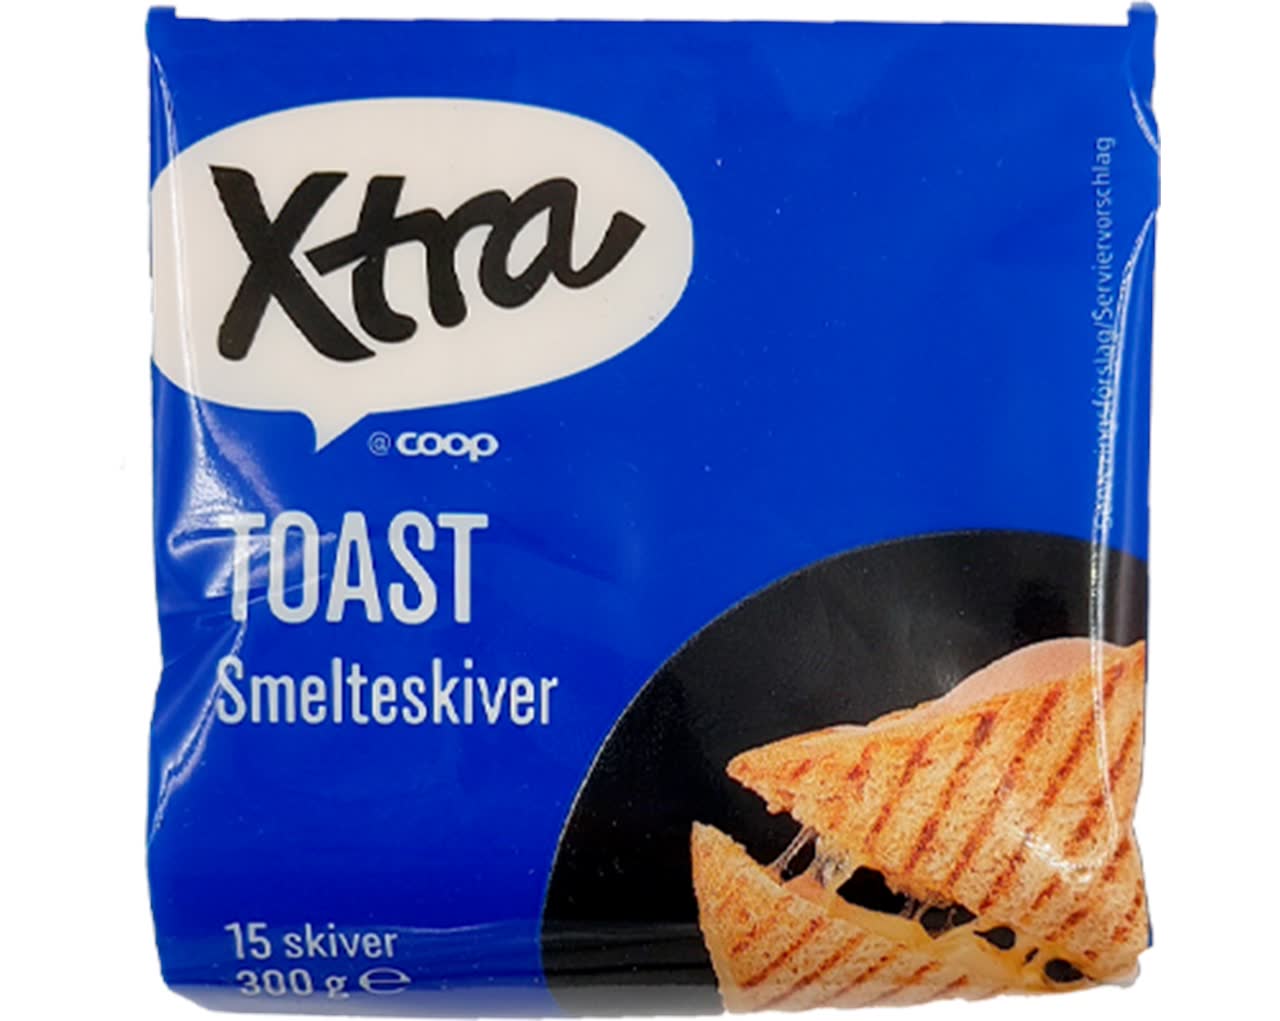 Xtra
@ coop
TOAST
Smelteskiver
15 skiver
300 g ℮
Serveringsforslag/Serviervorschlag